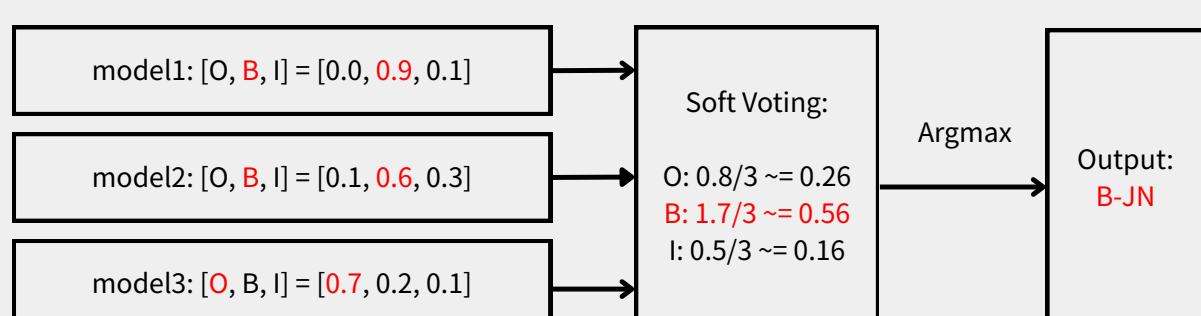 model1: [O, B, I] = [0.0, 0.9, 0.1]
model2: [O, B, I] = [0.1, 0.6, 0.3]
model3: [O, B, I] = [0.7, 0.2, 0.1]
Soft Voting:
O: 0.8/3 ~= 0.26
B: 1.7/3 ~= 0.56
I: 0.5/3 ~= 0.16
Argmax
Output:
B-JN